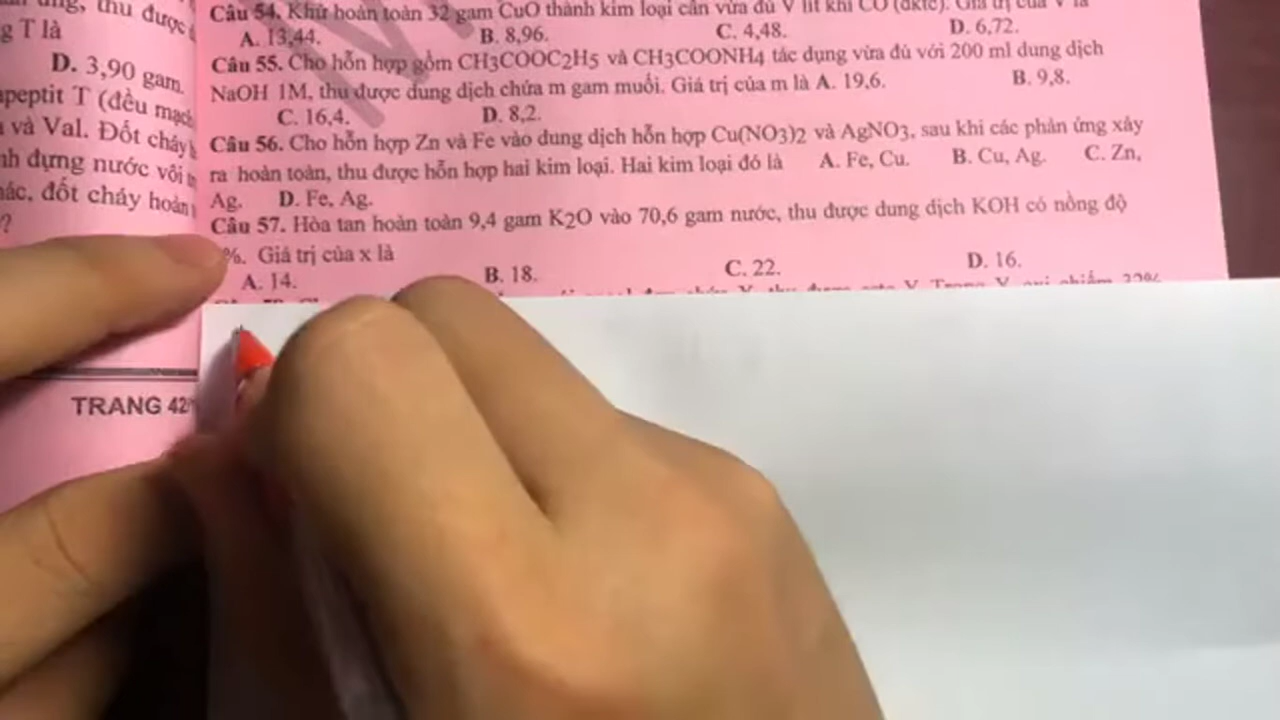 thu được
g T là
D. 3,90 gam.
peptit T (đều mạch
và Val. Đốt cháy
đựng nước vôi
đốt cháy hoàn
?
TRANG 42
Câu 54. Khử hoàn toàn 32 gam CuO thành kim loại cần vừa đủ V lít khí CO (đktc). Giá trị của V là
A. 13,44. B. 8,96. C. 4,48. D. 6,72.
Câu 55. Cho hỗn hợp gồm CH3COOC2H5 và CH3COONH4 tác dụng vừa đủ với 200 ml dung dịch
NaOH 1M, thu được dung dịch chứa m gam muối. Giá trị của m là A. 19,6. B. 9,8.
C. 16,4. D. 8,2.
Câu 56. Cho hỗn hợp Zn và Fe vào dung dịch hỗn hợp Cu(NO3)2 và AgNO3, sau khi các phản ứng xảy
ra hoàn toàn, thu được hỗn hợp hai kim loại. Hai kim loại đó là A. Fe, Cu. B. Cu, Ag. C. Zn,
Ag. D. Fe, Ag.
Câu 57. Hòa tan hoàn toàn 9,4 gam K2O vào 70,6 gam nước, thu được dung dịch KOH có nồng độ
%. Giá trị của x là
A. 14. B. 18. C. 22. D. 16.